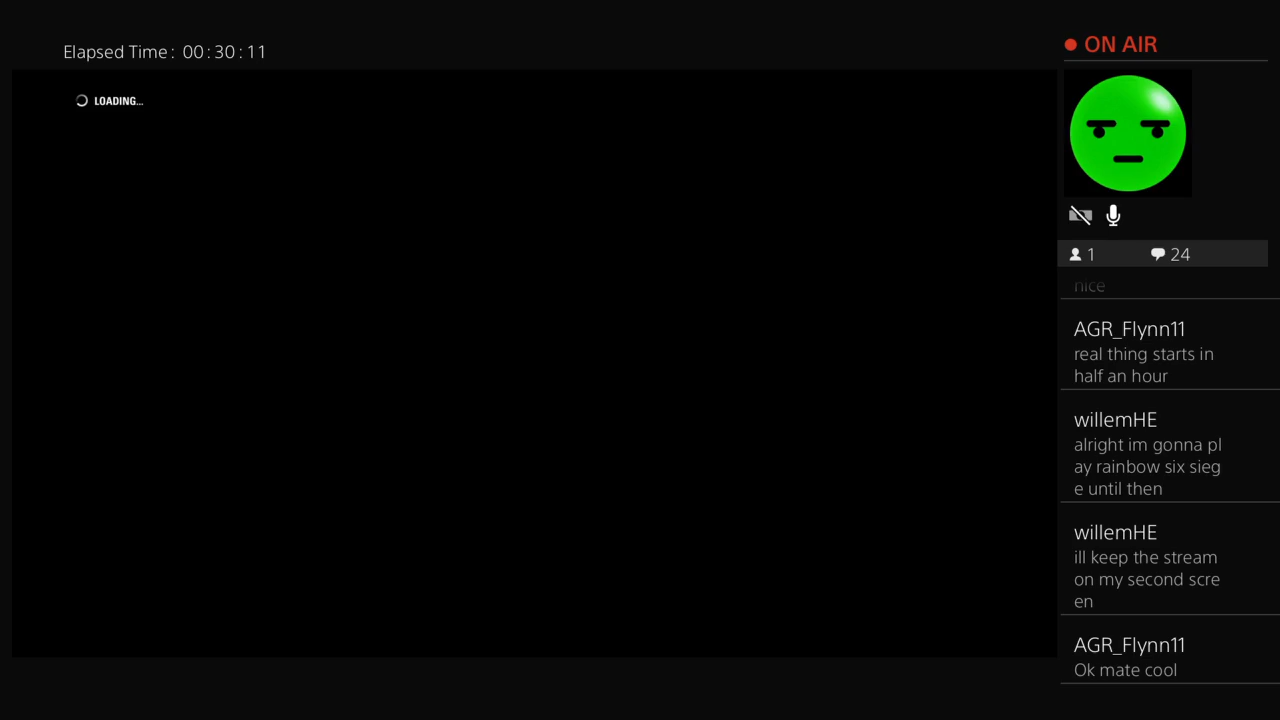 Elapsed Time: 00:30:11
LOADING...
ON AIR
1 24
nice
AGR_Flynn11
real thing starts in
half an hour
willemHE
alright im gonna pl
ay rainbow six sieg
e until then
willemHE
ill keep the stream
on my second scre
en
AGR_Flynn11
Ok mate cool